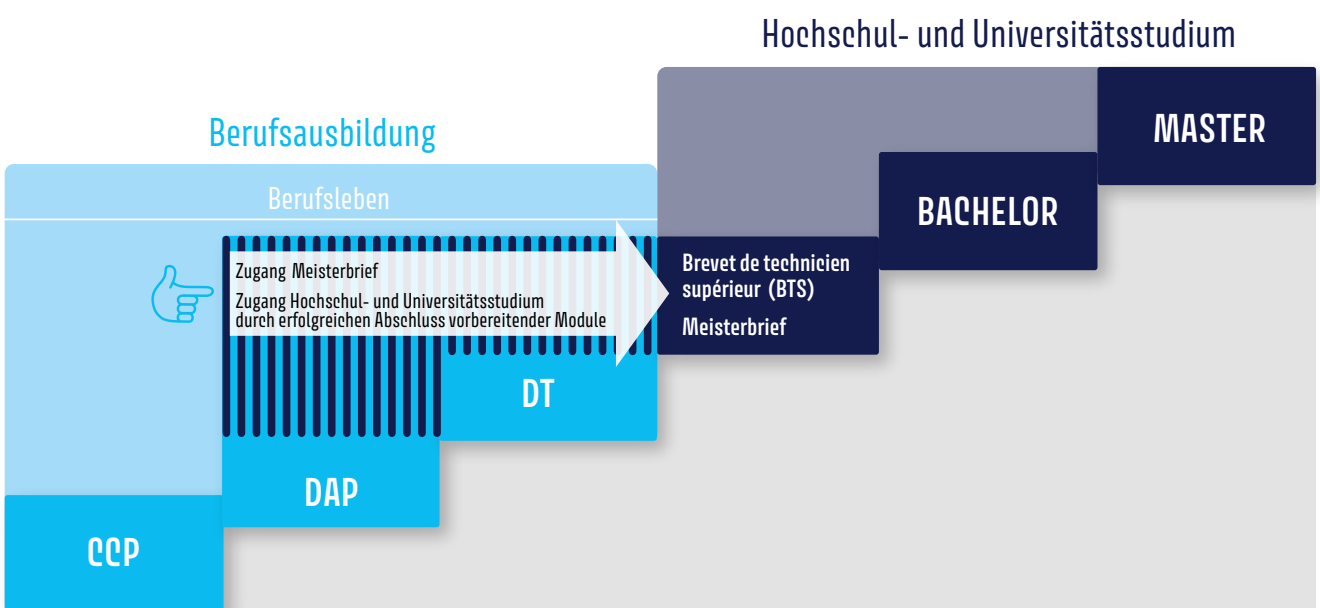 Hochschul- und Universitätsstudium
MASTER
Berufsausbildung
BACHELOR
Berufsleben
Zugang Meisterbrief
Zugang Hochschul- und Universitätsstudium
durch erfolgreichen Abschluss vorbereitender Module
Brevet de technicien
supérieur (BTS)
Meisterbrief
DT
DAP
CCP